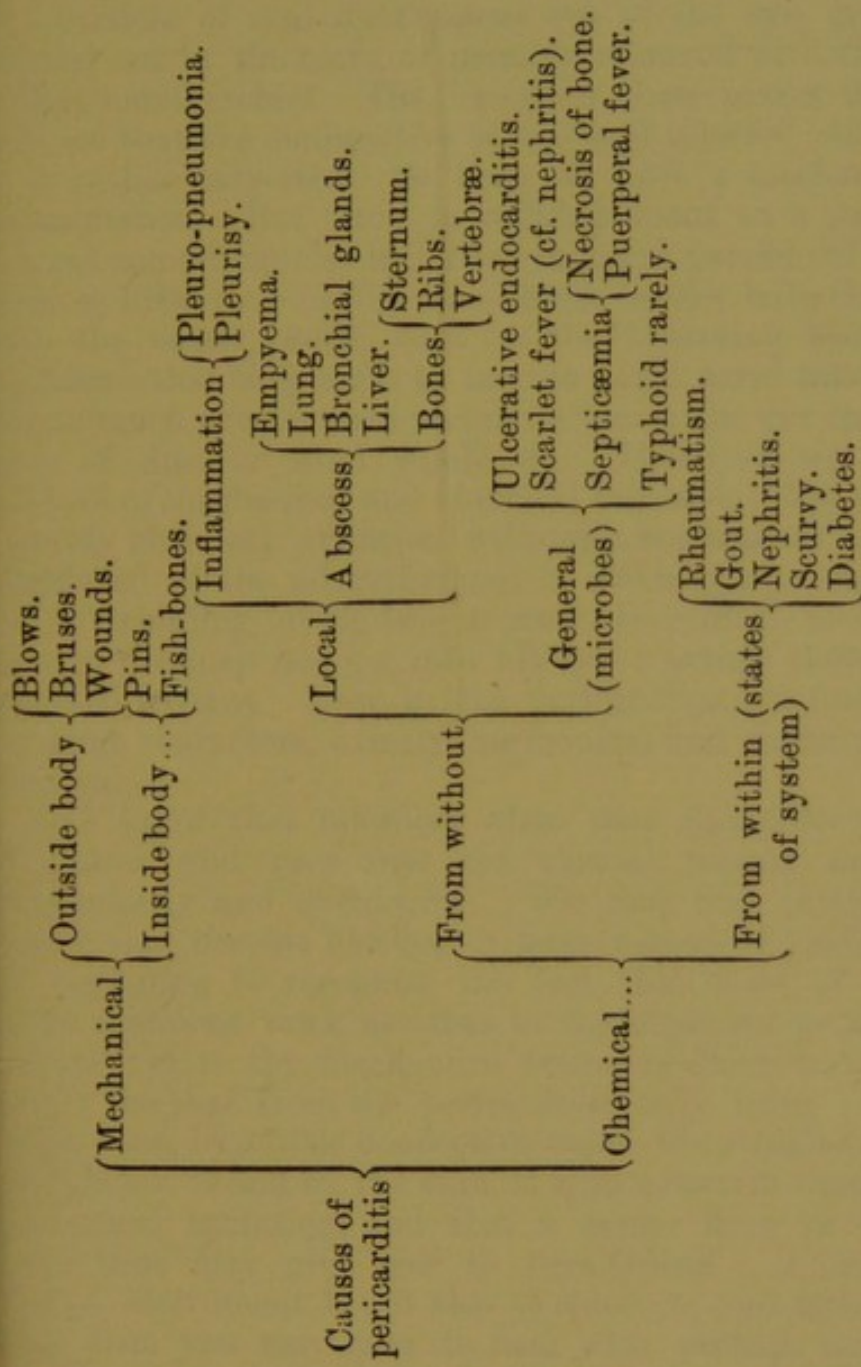 Causes of
pericarditis
Mechanical
Outside body
Blows.
Bruses.
Wounds.
Inside body...
Pins.
Fish-bones.
Chemical...
From without
Local
Inflammation
Pleuro-pneumonia.
Pleurisy.
Abscess
Empyema.
Lung.
Bronchial glands.
Liver.
Bones
Sternum.
Ribs.
Vertebræ.
General
(microbes)
Ulcerative endocarditis.
Scarlet fever (cf. nephritis).
Septicæmia
Necrosis of bone.
Puerperal fever.
Typhoid rarely.
From within (states
of system)
Rheumatism.
Gout.
Nephritis.
Scurvy.
Diabetes.